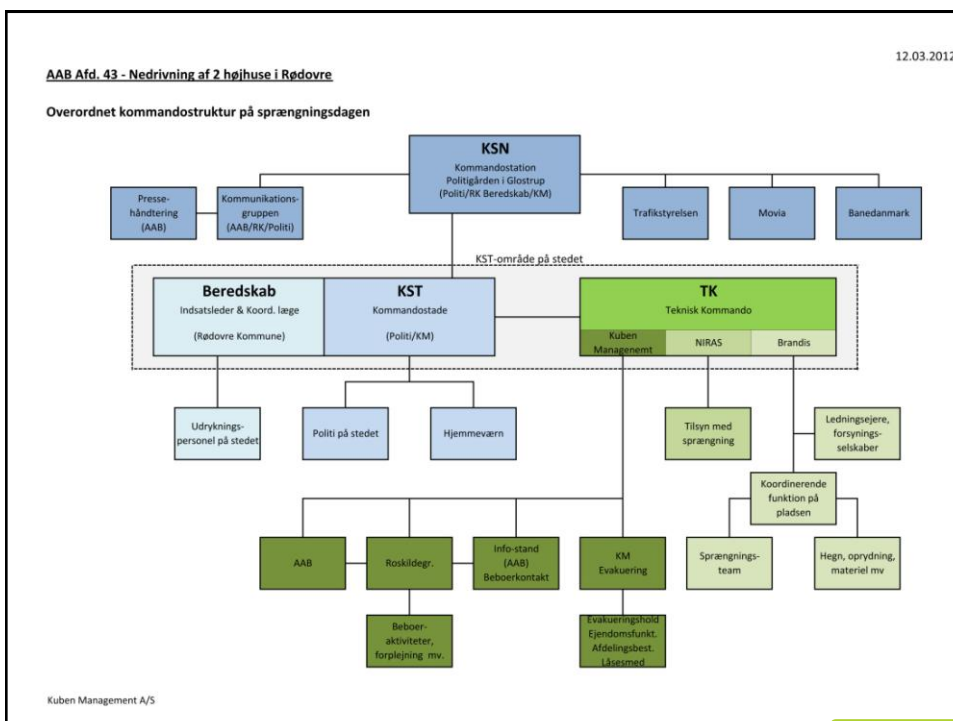 12.03.2012
AAB Afd. 43 - Nedrivning af 2 højhuse i Rødovre
Overordnet kommandostruktur på sprængningsdagen
KSN
Kommandostation
Politigården i Glostrup
(Politi/RK Beredskab/KM)
Presse-
håndtering
(AAB)
Kommunikations-
gruppen
(AAB/RK/Politi)
Trafikstyrelsen
Movia
Banedanmark
KST-område på stedet
Beredskab
Indsatsleder & Koord. læge
(Rødovre Kommune)
KST
Kommandostade
(Politi/KM)
TK
Teknisk Kommando
Kuben
Managenemt
NIRAS
Brandis
Udryknings-
personel på stedet
Politi på stedet
Hjemmeværn
Tilsyn med
sprængning
Ledningsejere,
forsynings-
selskaber
Koordinerende
funktion på
pladsen
AAB
Roskildegr.
Info-stand
(AAB)
Beboerkontakt
KM
Evakuering
Sprængnings-
team
Hegn, oprydning,
materiel mv
Beboer-
aktiviteter,
forplejning mv.
Evakueringshold
Ejendomsfunkt.
Afdelingsbest.
Låsesmed
Kuben Management A/S